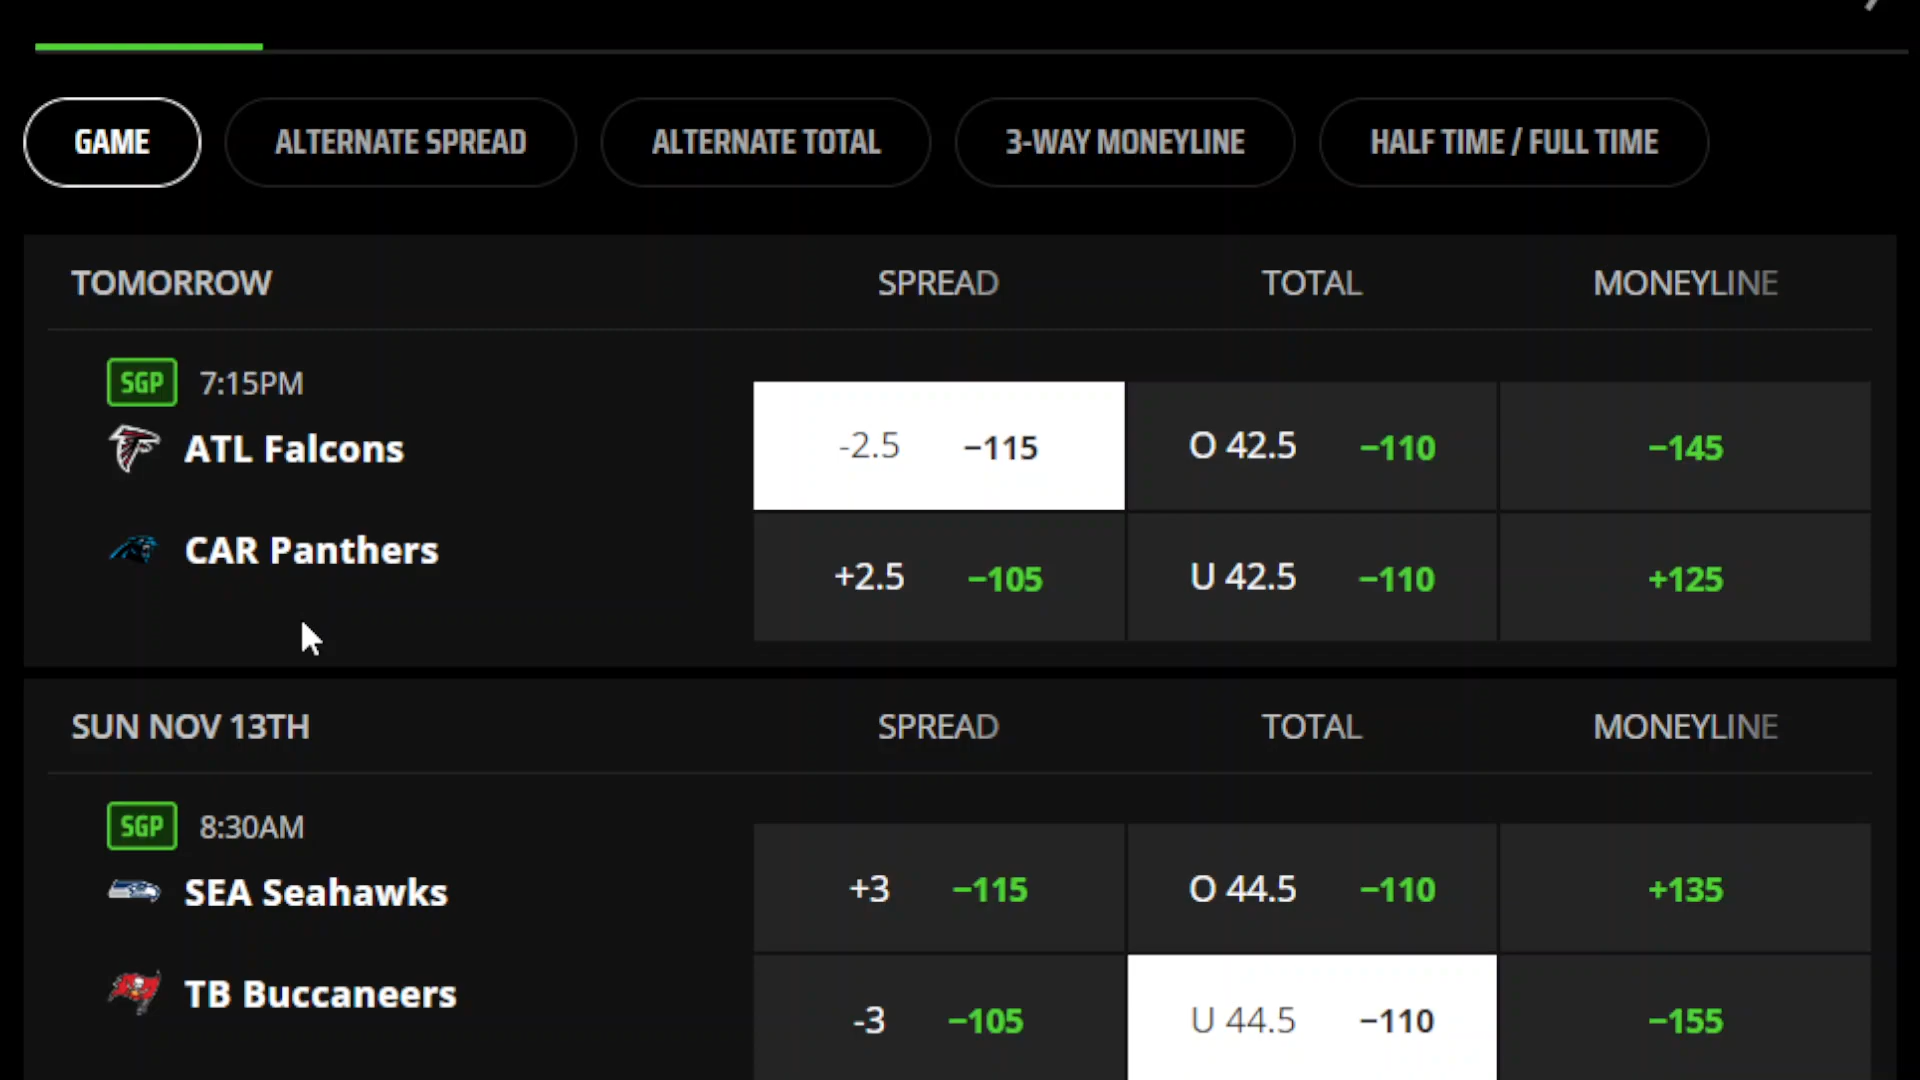 GAME ALTERNATE SPREAD ALTERNATE TOTAL 3-WAY MONEYLINE HALF TIME / FULL TIME
TOMORROW SPREAD TOTAL MONEYLINE
SGP 7:15PM
ATL Falcons -2.5 −115 O 42.5 −110 −145
CAR Panthers +2.5 −105 U 42.5 −110 +125
SUN NOV 13TH SPREAD TOTAL MONEYLINE
SGP 8:30AM
SEA Seahawks +3 −115 O 44.5 −110 +135
TB Buccaneers -3 −105 U 44.5 −110 −155